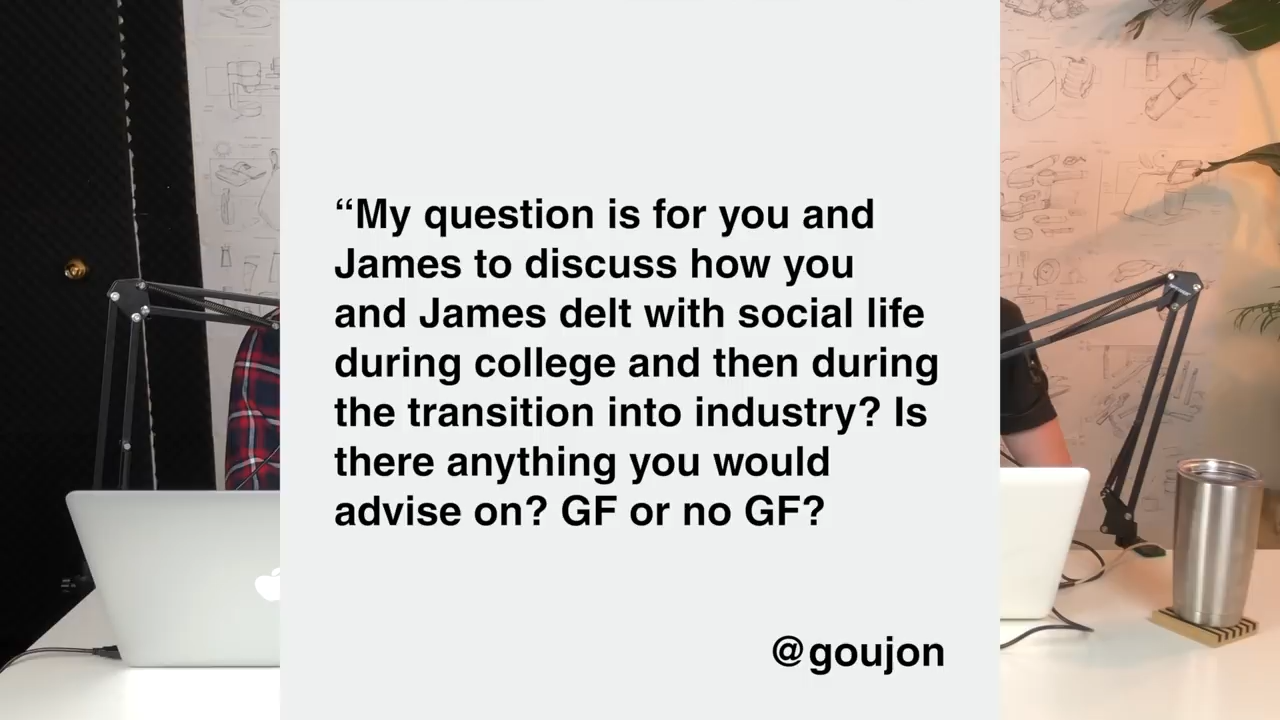 “My question is for you and
James to discuss how you
and James delt with social life
during college and then during
the transition into industry? Is
there anything you would
advise on? GF or no GF?
@goujon